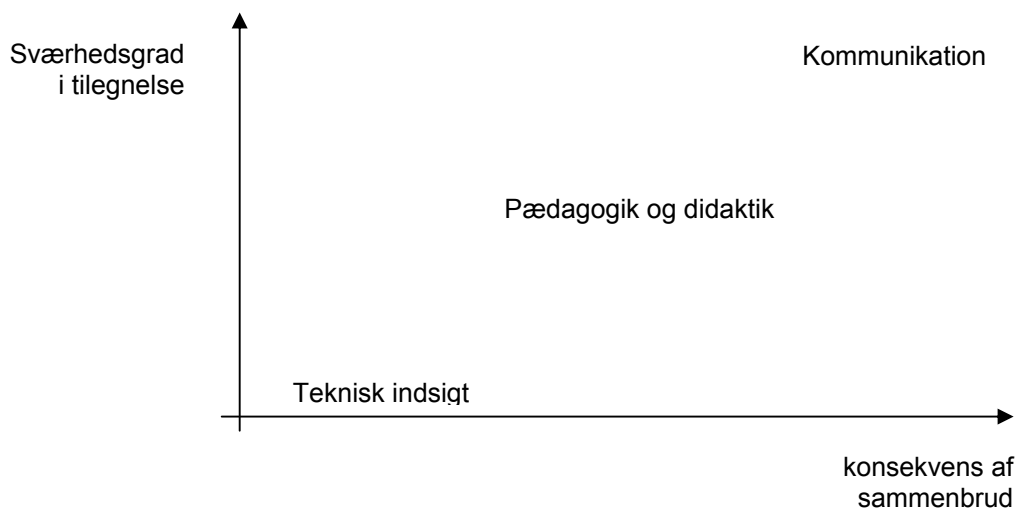 Sværhedsgrad
i tilegnelse
Kommunikation
Pædagogik og didaktik
Teknisk indsigt
konsekvens af
sammenbrud